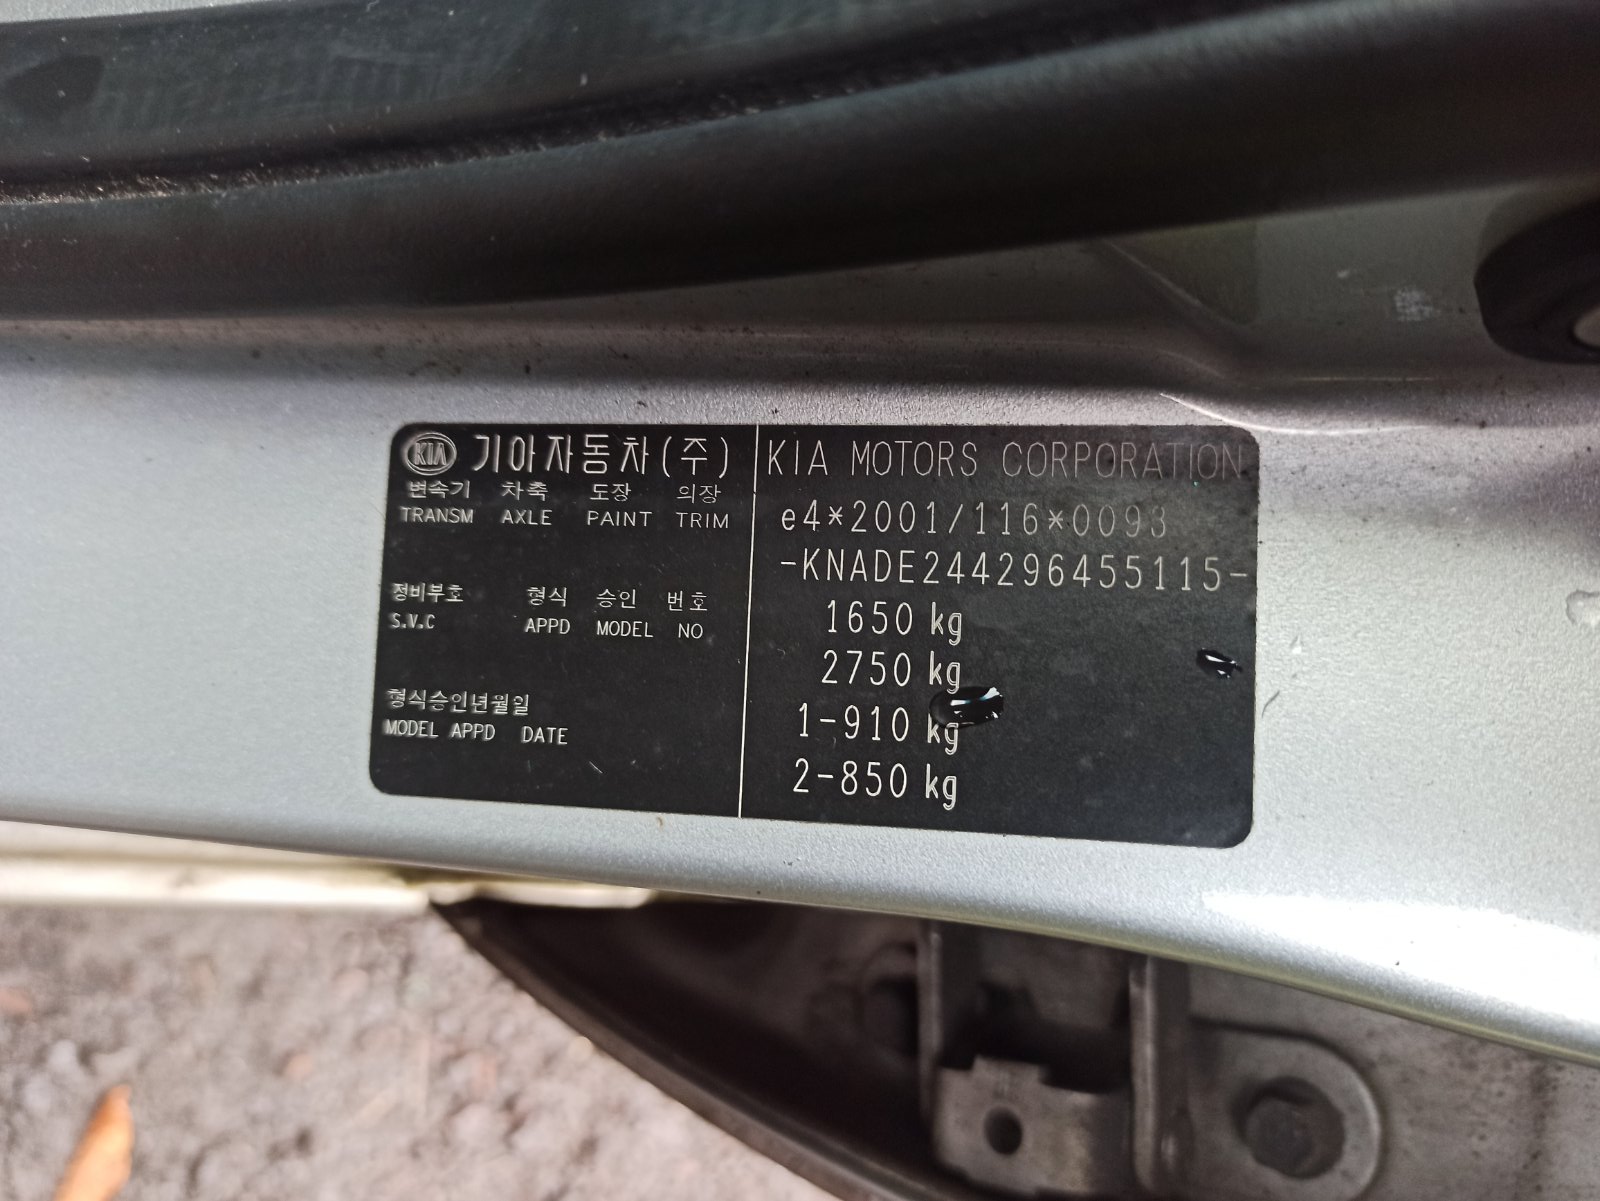 KIA 기아자동차(주)
변속기 차축 도장 의장
TRANSM AXLE PAINT TRIM
정비부호 형식 승인 번호
S.V.C APPD MODEL NO
형식승인년월일
MODEL APPD DATE
KIA MOTORS CORPORATION
e4*2001/116*0093
-KNADE244296455115-
1650 kg
2750 kg
1-910 kg
2-850 kg